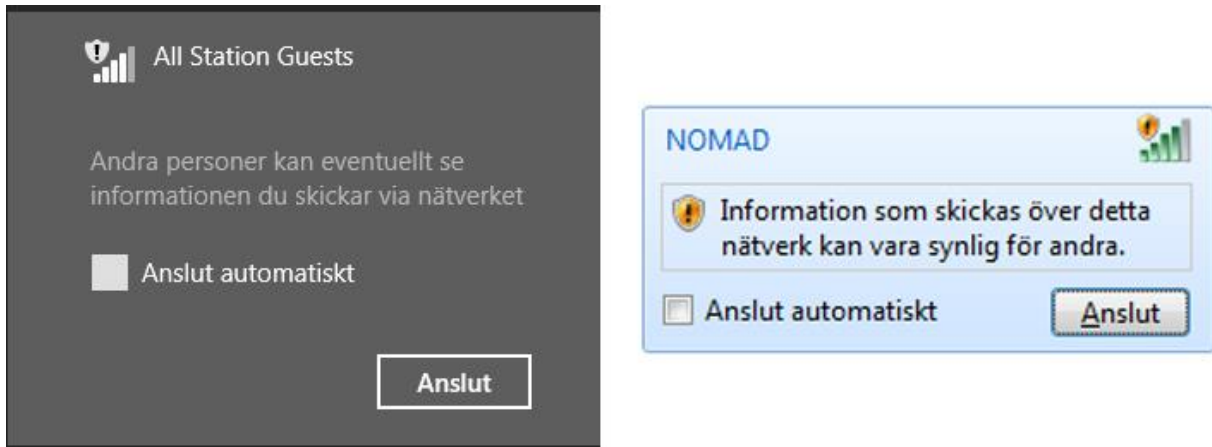 All Station Guests
Andra personer kan eventuellt se
informationen du skickar via nätverket
Anslut automatiskt
Anslut
NOMAD
Information som skickas över detta
nätverk kan vara synlig för andra.
Anslut automatiskt
Anslut